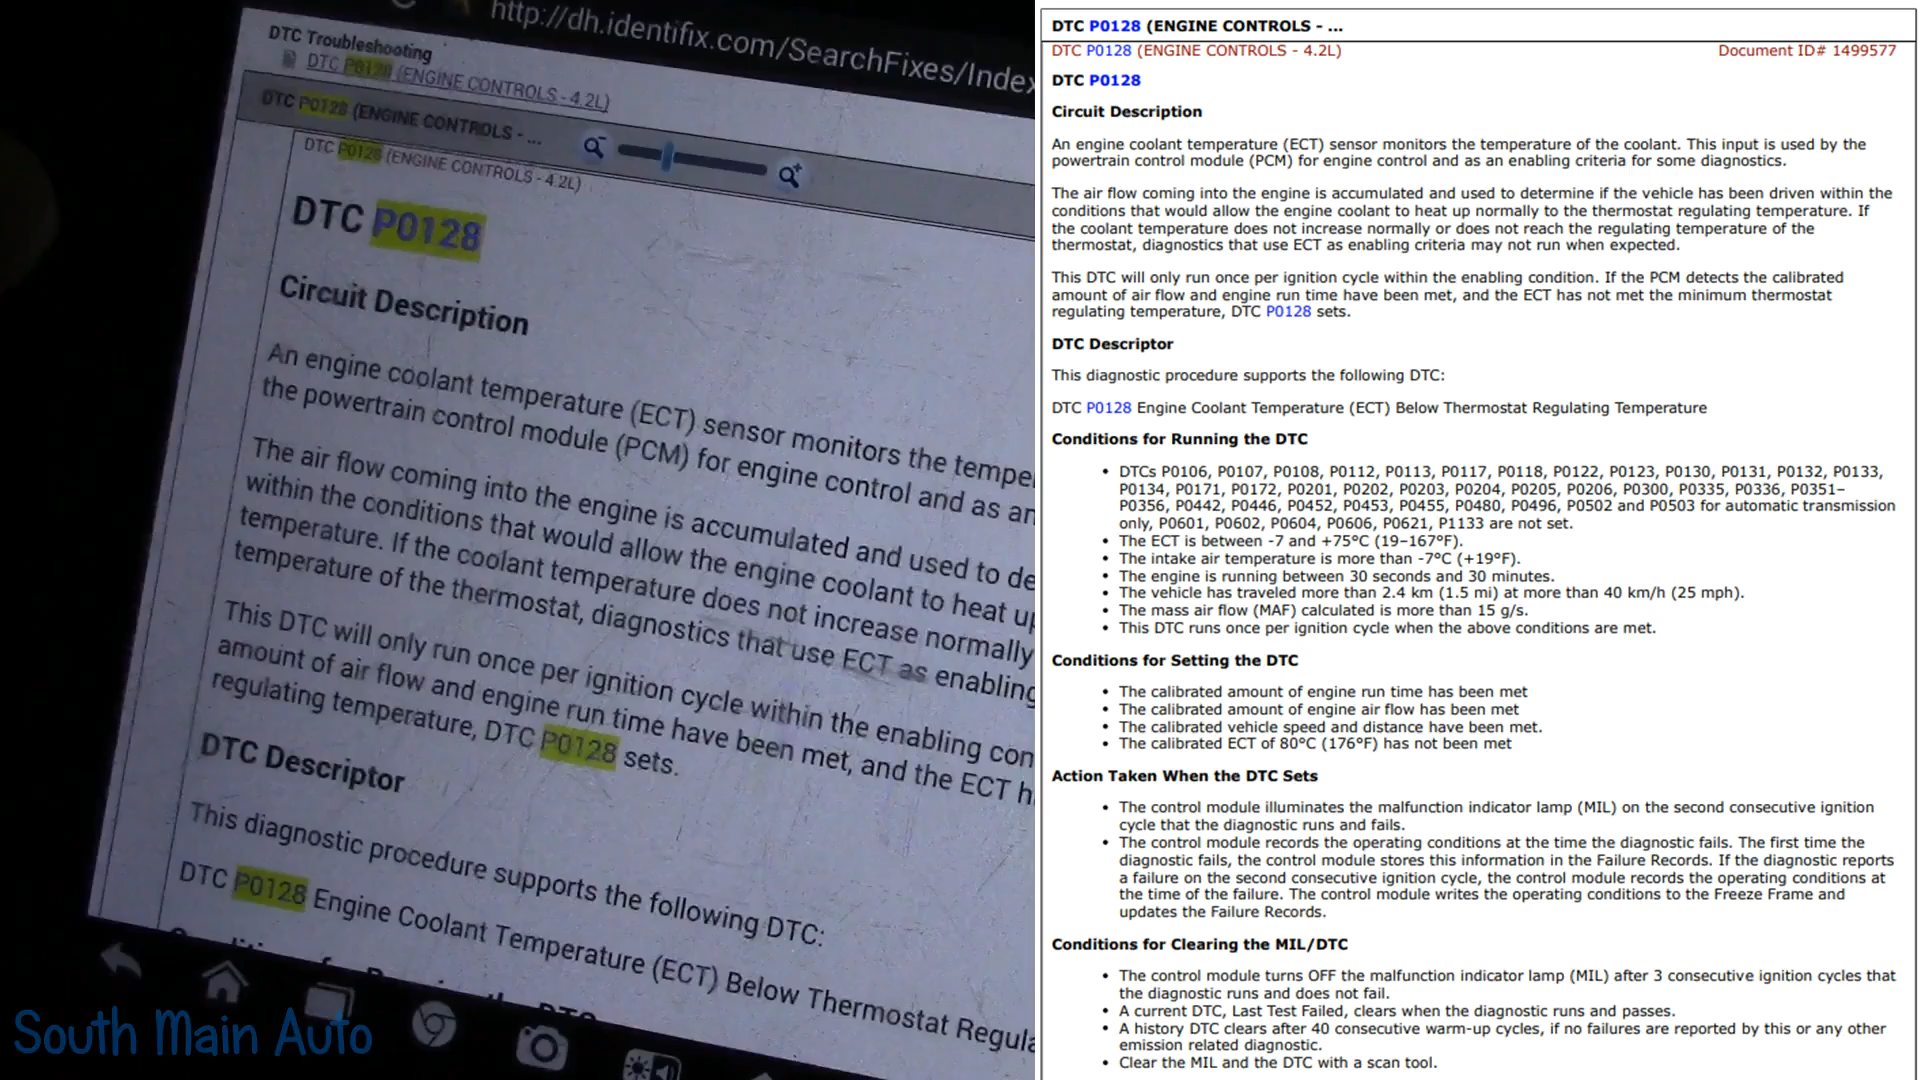 http://dh.identifix.com/SearchFixes/Index
DTC Troubleshooting
DTC P0128 (ENGINE CONTROLS - 4.2L)
DTC P0128 (ENGINE CONTROLS - ...
DTC P0128 (ENGINE CONTROLS - 4.2L)
DTC P0128
Circuit Description
An engine coolant temperature (ECT) sensor monitors the tempe
the powertrain control module (PCM) for engine control and as an
The air flow coming into the engine is accumulated and used to de
within the conditions that would allow the engine coolant to heat up
temperature. If the coolant temperature does not increase normally
temperature of the thermostat, diagnostics that use ECT as enabling
This DTC will only run once per ignition cycle within the enabling con
amount of air flow and engine run time have been met, and the ECT h
regulating temperature, DTC P0128 sets.
DTC Descriptor
This diagnostic procedure supports the following DTC:
DTC P0128 Engine Coolant Temperature (ECT) Below Thermostat Regula
South Main Auto
DTC P0128 (ENGINE CONTROLS - ...
DTC P0128 (ENGINE CONTROLS - 4.2L) Document ID# 1499577
DTC P0128
Circuit Description
An engine coolant temperature (ECT) sensor monitors the temperature of the coolant. This input is used by the
powertrain control module (PCM) for engine control and as an enabling criteria for some diagnostics.
The air flow coming into the engine is accumulated and used to determine if the vehicle has been driven within the
conditions that would allow the engine coolant to heat up normally to the thermostat regulating temperature. If
the coolant temperature does not increase normally or does not reach the regulating temperature of the
thermostat, diagnostics that use ECT as enabling criteria may not run when expected.
This DTC will only run once per ignition cycle within the enabling condition. If the PCM detects the calibrated
amount of air flow and engine run time have been met, and the ECT has not met the minimum thermostat
regulating temperature, DTC P0128 sets.
DTC Descriptor
This diagnostic procedure supports the following DTC:
DTC P0128 Engine Coolant Temperature (ECT) Below Thermostat Regulating Temperature
Conditions for Running the DTC
• DTCs P0106, P0107, P0108, P0112, P0113, P0117, P0118, P0122, P0123, P0130, P0131, P0132, P0133,
P0134, P0171, P0172, P0201, P0202, P0203, P0204, P0205, P0206, P0300, P0335, P0336, P0351–
P0356, P0442, P0446, P0452, P0453, P0455, P0480, P0496, P0502 and P0503 for automatic transmission
only, P0601, P0602, P0604, P0606, P0621, P1133 are not set.
• The ECT is between -7 and +75°C (19–167°F).
• The intake air temperature is more than -7°C (+19°F).
• The engine is running between 30 seconds and 30 minutes.
• The vehicle has traveled more than 2.4 km (1.5 mi) at more than 40 km/h (25 mph).
• The mass air flow (MAF) calculated is more than 15 g/s.
• This DTC runs once per ignition cycle when the above conditions are met.
Conditions for Setting the DTC
• The calibrated amount of engine run time has been met
• The calibrated amount of engine air flow has been met
• The calibrated vehicle speed and distance have been met.
• The calibrated ECT of 80°C (176°F) has not been met
Action Taken When the DTC Sets
• The control module illuminates the malfunction indicator lamp (MIL) on the second consecutive ignition
cycle that the diagnostic runs and fails.
• The control module records the operating conditions at the time the diagnostic fails. The first time the
diagnostic fails, the control module stores this information in the Failure Records. If the diagnostic reports
a failure on the second consecutive ignition cycle, the control module records the operating conditions at
the time of the failure. The control module writes the operating conditions to the Freeze Frame and
updates the Failure Records.
Conditions for Clearing the MIL/DTC
• The control module turns OFF the malfunction indicator lamp (MIL) after 3 consecutive ignition cycles that
the diagnostic runs and does not fail.
• A current DTC, Last Test Failed, clears when the diagnostic runs and passes.
• A history DTC clears after 40 consecutive warm-up cycles, if no failures are reported by this or any other
emission related diagnostic.
• Clear the MIL and the DTC with a scan tool.